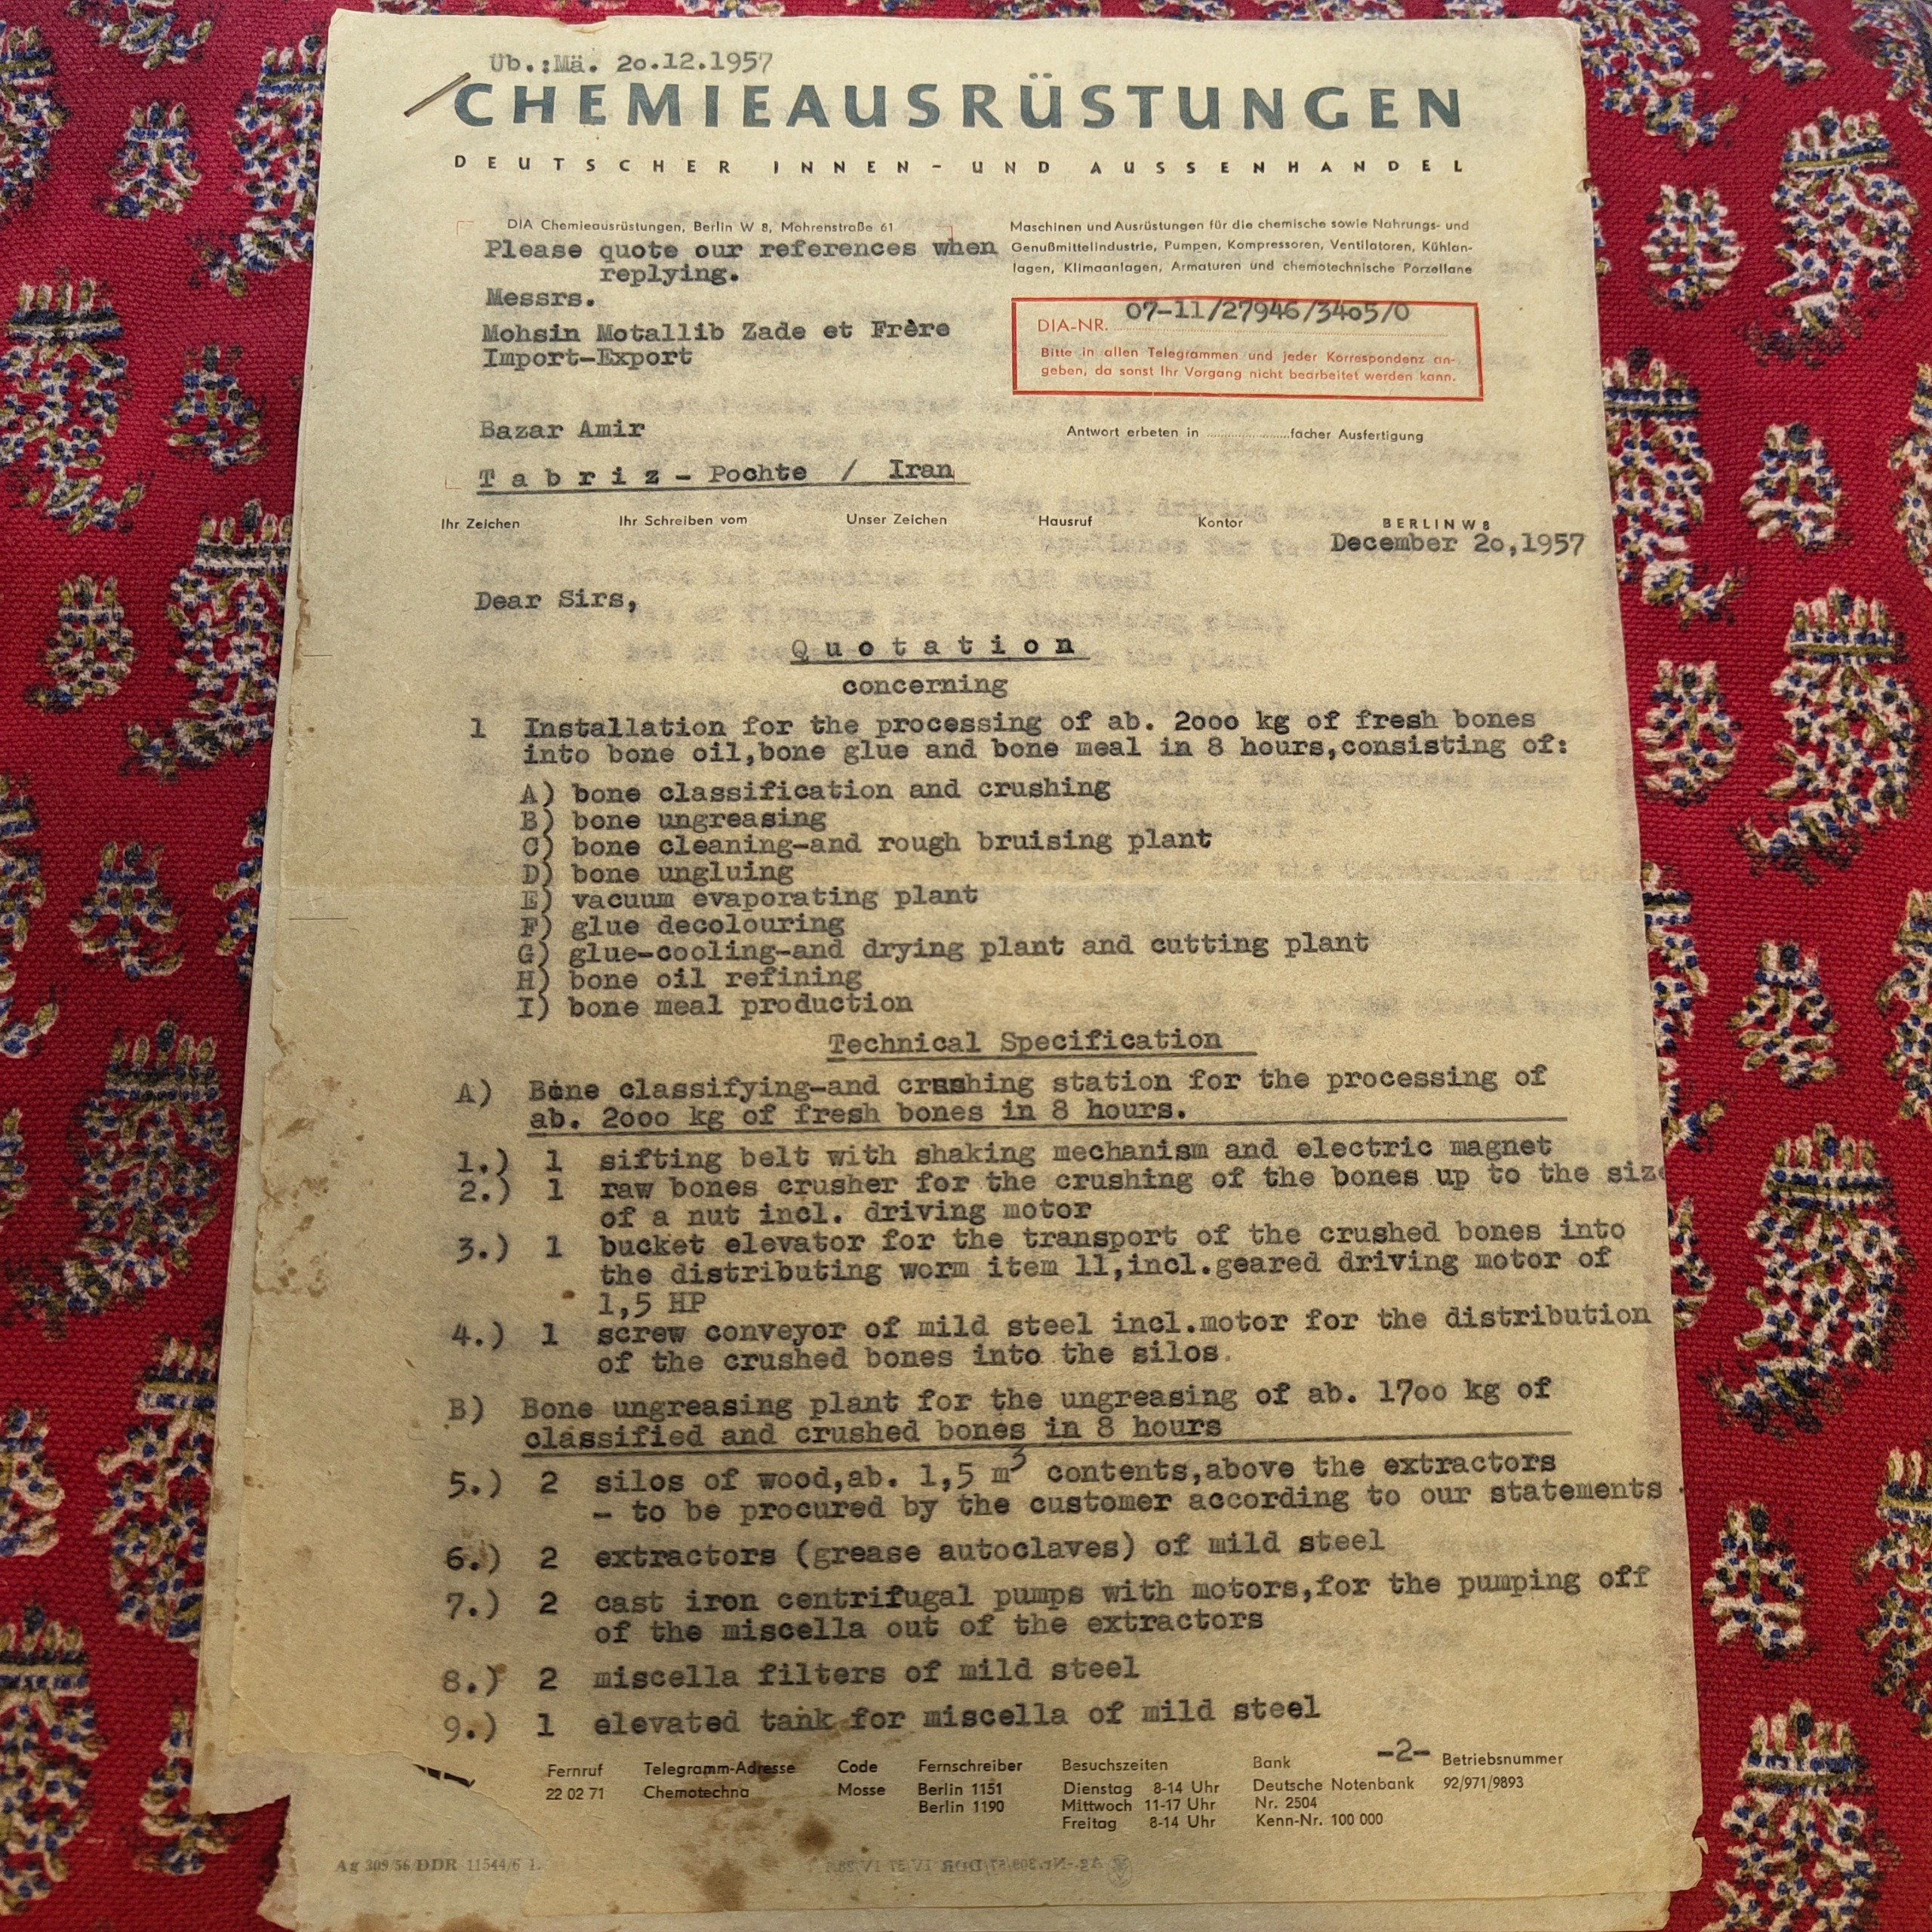 Üb.:Mä. 2o.12.1957
CHEMIEAUSRÜSTUNGEN
DEUTSCHER INNEN- UND AUSSENHANDEL
DIA Chemieausrüstungen, Berlin W 8, Mohrenstraße 61
Please quote our references when
replying.
Messrs.
Mohsin Motallib Zade et Frère
Import-Export
Bazar Amir
Tabriz - Pochte / Iran
Maschinen und Ausrüstungen für die chemische sowie Nahrungs- und
Genußmittelindustrie, Pumpen, Kompressoren, Ventilatoren, Kühlan-
lagen, Klimaanlagen, Armaturen und chemotechnische Porzellane
DIA-NR. 07-11/27946/34o5/0
Bitte in allen Telegrammen und jeder Korrespondenz an-
geben, da sonst Ihr Vorgang nicht bearbeitet werden kann.
Antwort erbeten in ....................facher Ausfertigung
Ihr Zeichen Ihr Schreiben vom Unser Zeichen Hausruf Kontor BERLIN W 8
December 2o,1957
Dear Sirs,
Quotation
concerning
1 Installation for the processing of ab. 2ooo kg of fresh bones
into bone oil,bone glue and bone meal in 8 hours,consisting of:
A) bone classification and crushing
B) bone ungreasing
C) bone cleaning-and rough bruising plant
D) bone ungluing
E) vacuum evaporating plant
F) glue decolouring
G) glue-cooling-and drying plant and cutting plant
H) bone oil refining
I) bone meal production
Technical Specification
A) Bone classifying-and crushing station for the processing of
ab. 2ooo kg of fresh bones in 8 hours.
1.) 1 sifting belt with shaking mechanism and electric magnet
2.) 1 raw bones crusher for the crushing of the bones up to the size
of a nut incl. driving motor
3.) 1 bucket elevator for the transport of the crushed bones into
the distributing worm item 11,incl.geared driving motor of
1,5 HP
4.) 1 screw conveyor of mild steel incl.motor for the distribution
of the crushed bones into the silos.
B) Bone ungreasing plant for the ungreasing of ab. 17oo kg of
classified and crushed bones in 8 hours
5.) 2 silos of wood,ab. 1,5 m³ contents,above the extractors
- to be procured by the customer according to our statements .
6.) 2 extractors (grease autoclaves) of mild steel
7.) 2 cast iron centrifugal pumps with motors,for the pumping off
of the miscella out of the extractors
8.) 2 miscella filters of mild steel
9.) 1 elevated tank for miscella of mild steel
-2-
Fernruf Telegramm-Adresse Code Fernschreiber Besuchszeiten Bank Betriebsnummer
22 02 71 Chemotechna Mosse Berlin 1151 Dienstag 8-14 Uhr Deutsche Notenbank 92/971/9893
Berlin 1190 Mittwoch 11-17 Uhr Nr. 2504
Freitag 8-14 Uhr Kenn-Nr. 100 000
Ag 309/56/DDR 11544/6 1.